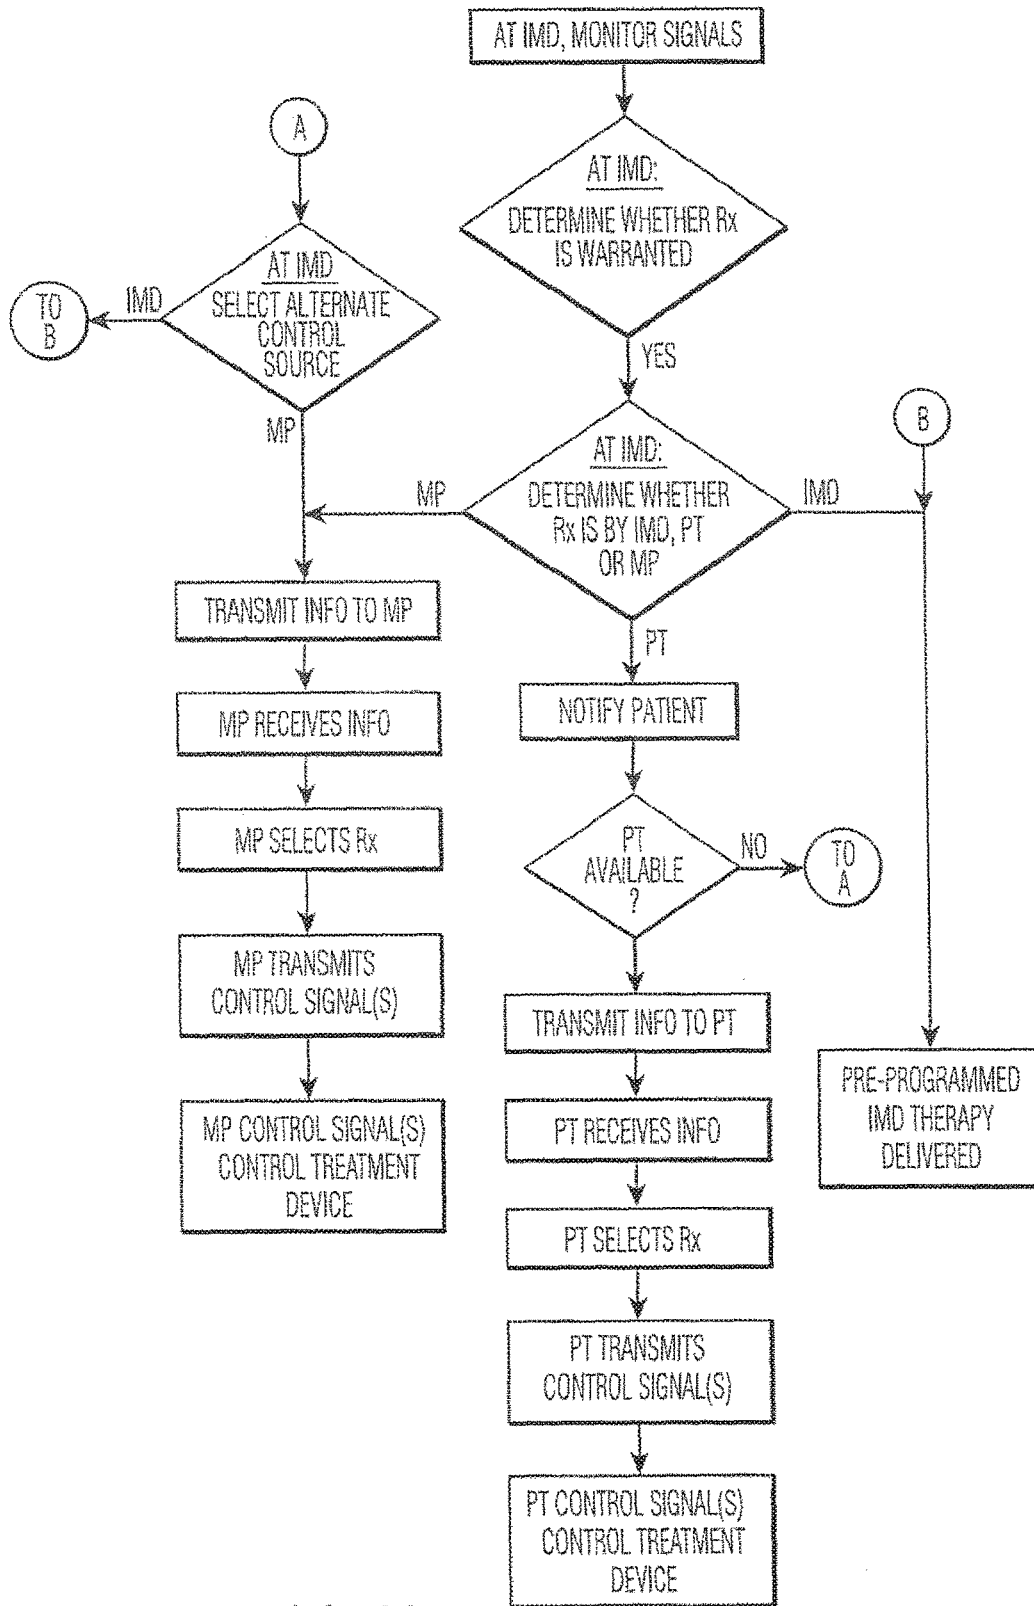 AT IMD, MONITOR SIGNALS
A
AT IMD:
DETERMINE WHETHER Rx
IS WARRANTED
AT IMD
SELECT ALTERNATE
CONTROL
SOURCE
IMD
TO
B
MP
YES
AT IMD:
DETERMINE WHETHER
Rx IS BY IMD, PT
OR MP
MP
IMD
B
PT
TRANSMIT INFO TO MP
MP RECEIVES INFO
MP SELECTS Rx
MP TRANSMITS
CONTROL SIGNAL(S)
MP CONTROL SIGNAL(S)
CONTROL TREATMENT
DEVICE
NOTIFY PATIENT
PT
AVAILABLE
?
NO
TO
A
TRANSMIT INFO TO PT
PT RECEIVES INFO
PT SELECTS Rx
PT TRANSMITS
CONTROL SIGNAL(S)
PT CONTROL SIGNAL(S)
CONTROL TREATMENT
DEVICE
PRE-PROGRAMMED
IMD THERAPY
DELIVERED